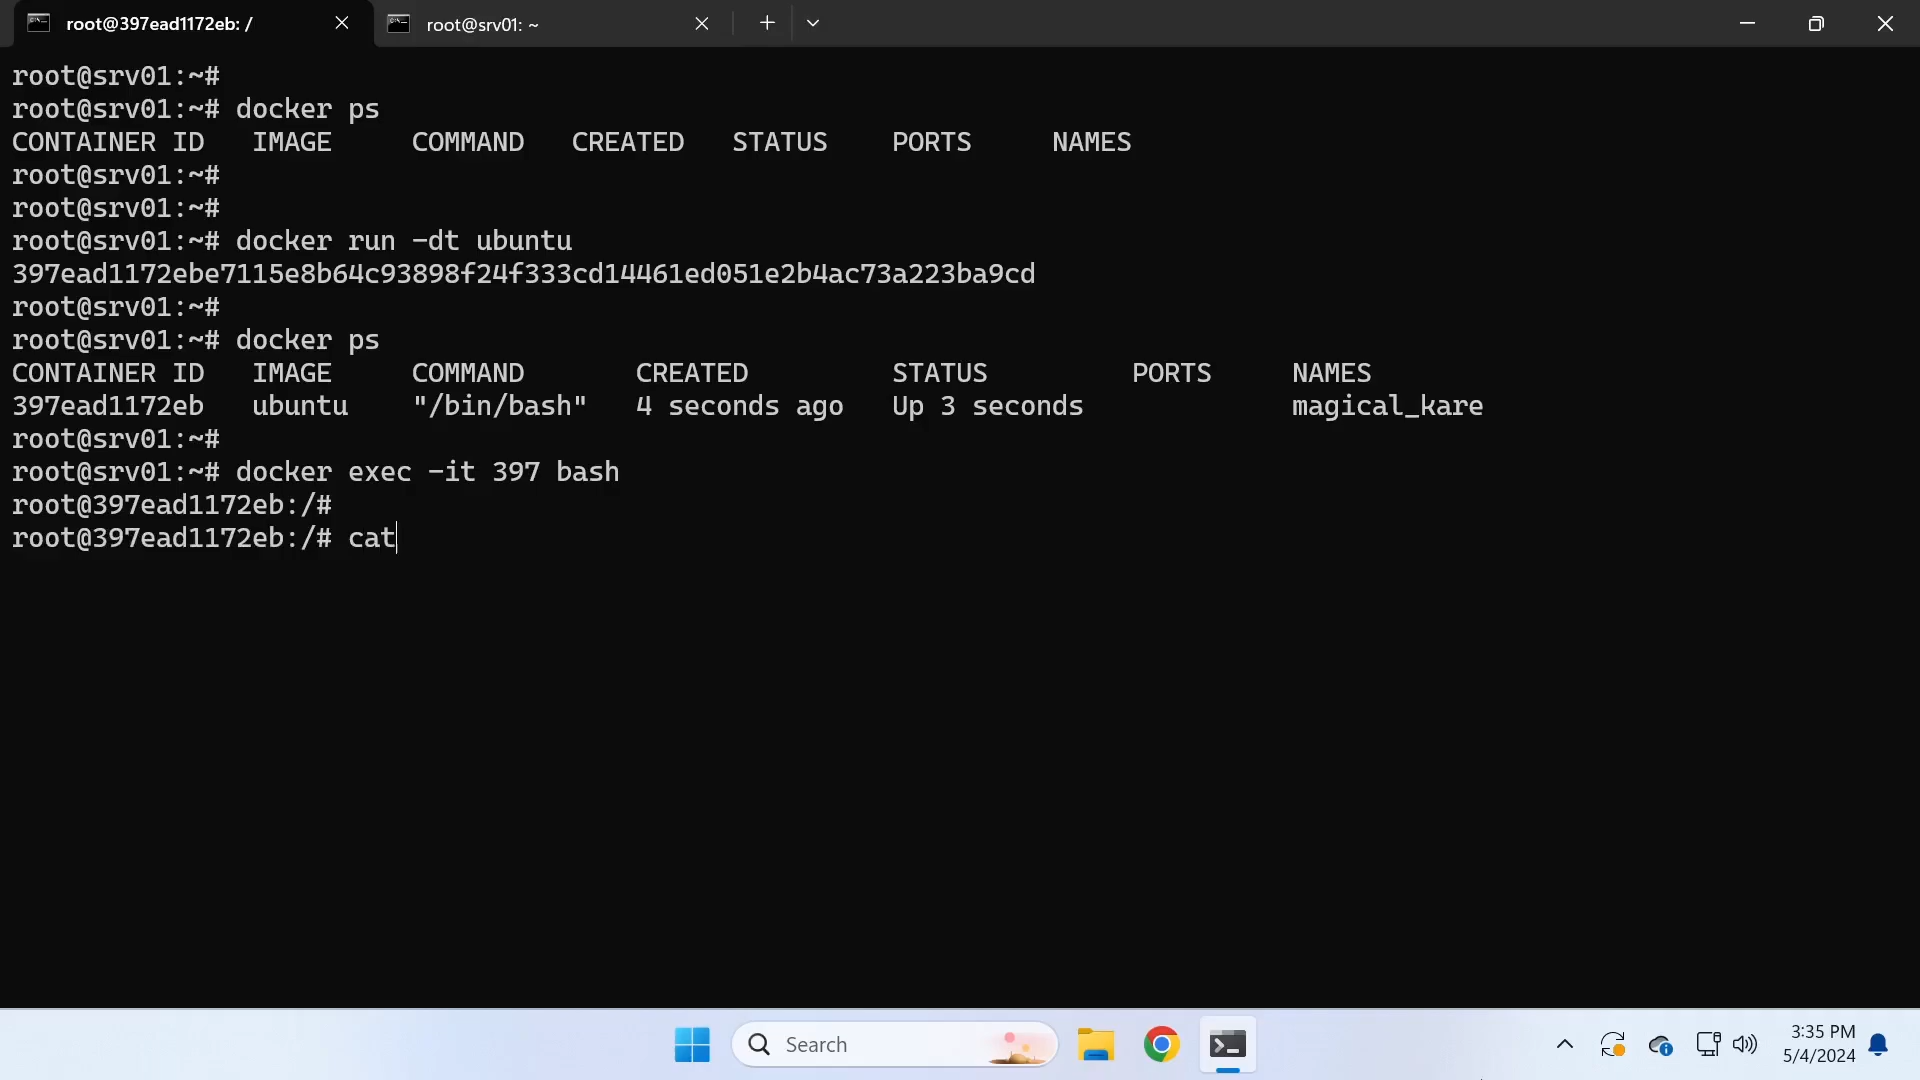 root@397ead1172eb: /
root@srv01: ~
root@srv01:~#
root@srv01:~# docker ps
CONTAINER ID   IMAGE     COMMAND   CREATED   STATUS    PORTS     NAMES
root@srv01:~#
root@srv01:~#
root@srv01:~# docker run -dt ubuntu
397ead1172ebe7115e8b64c93898f24f333cd14461ed051e2b4ac73a223ba9cd
root@srv01:~#
root@srv01:~# docker ps
CONTAINER ID   IMAGE     COMMAND       CREATED         STATUS         PORTS     NAMES
397ead1172eb   ubuntu    "/bin/bash"   4 seconds ago   Up 3 seconds             magical_kare
root@srv01:~#
root@srv01:~# docker exec -it 397 bash
root@397ead1172eb:/#
root@397ead1172eb:/# cat
Search
3:35 PM
5/4/2024